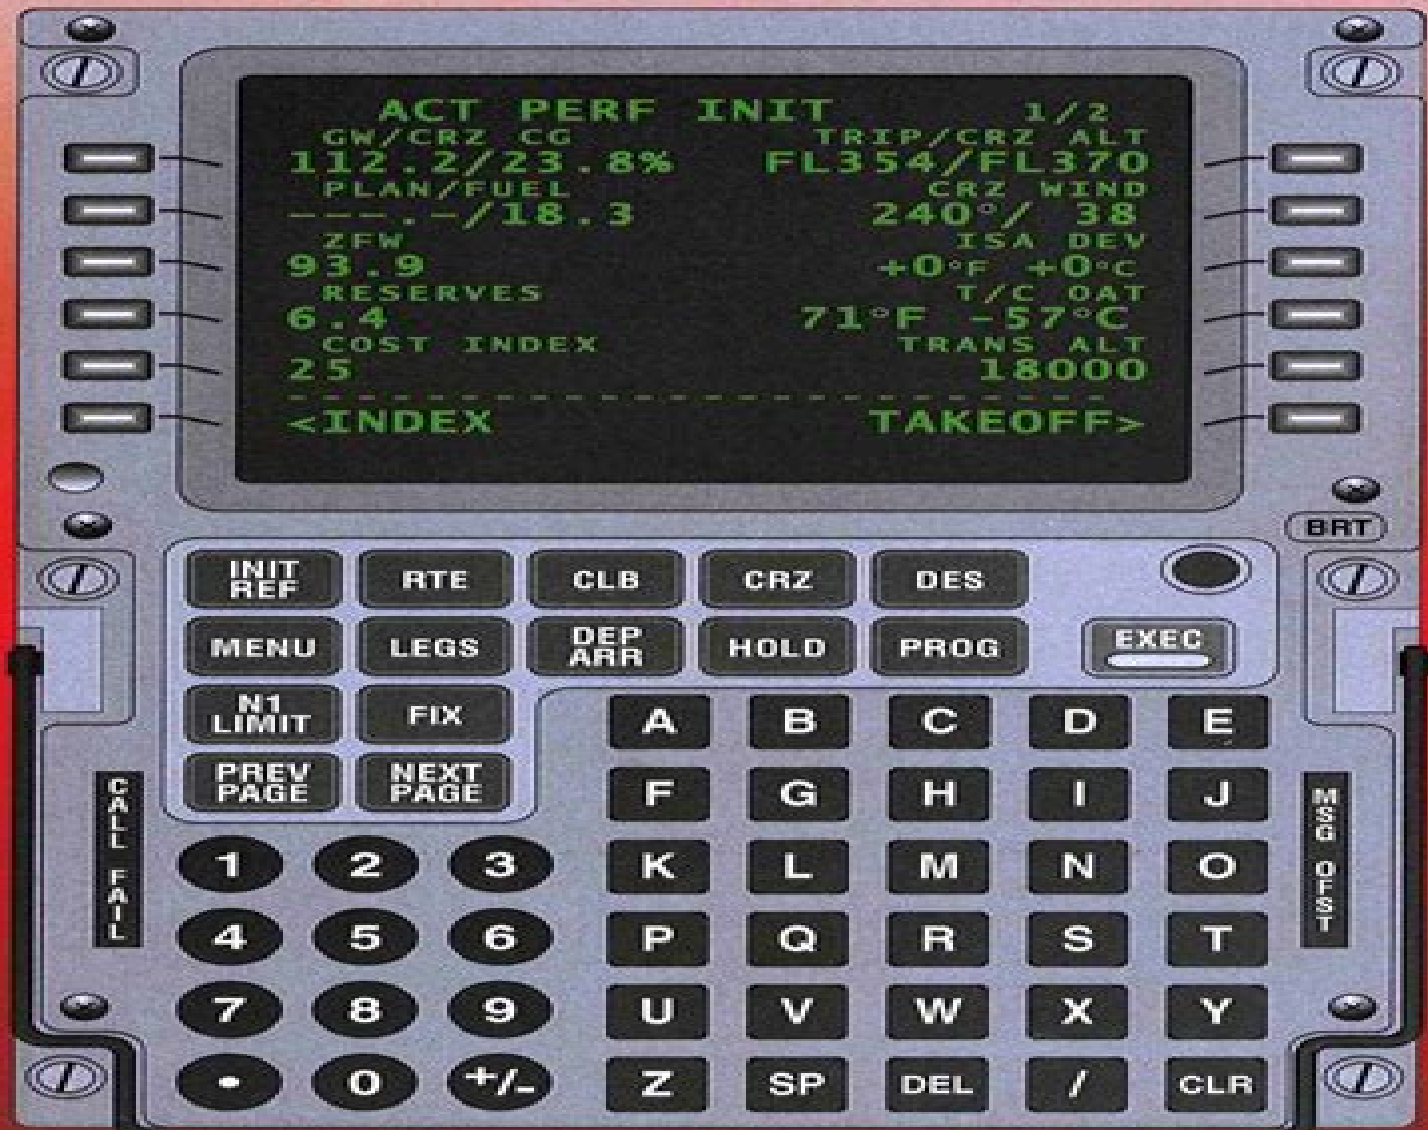 ACT PERF INIT 1/2
GW/CRZ CG TRIP/CRZ ALT
112.2/23.8% FL354/FL370
PLAN/FUEL CRZ WIND
---.-/18.3 240°/ 38
ZFW ISA DEV
93.9 +0°F +0°C
RESERVES T/C OAT
6.4 71°F -57°C
COST INDEX TRANS ALT
25 18000
------------------------
<INDEX TAKEOFF>
BRT
INIT REF RTE CLB CRZ DES
MENU LEGS DEP ARR HOLD PROG EXEC
N1 LIMIT FIX
PREV PAGE NEXT PAGE
A B C D E
F G H I J
1 2 3 K L M N O
4 5 6 P Q R S T
7 8 9 U V W X Y
. 0 +/- Z SP DEL / CLR
CALL FAIL
MSG OFST